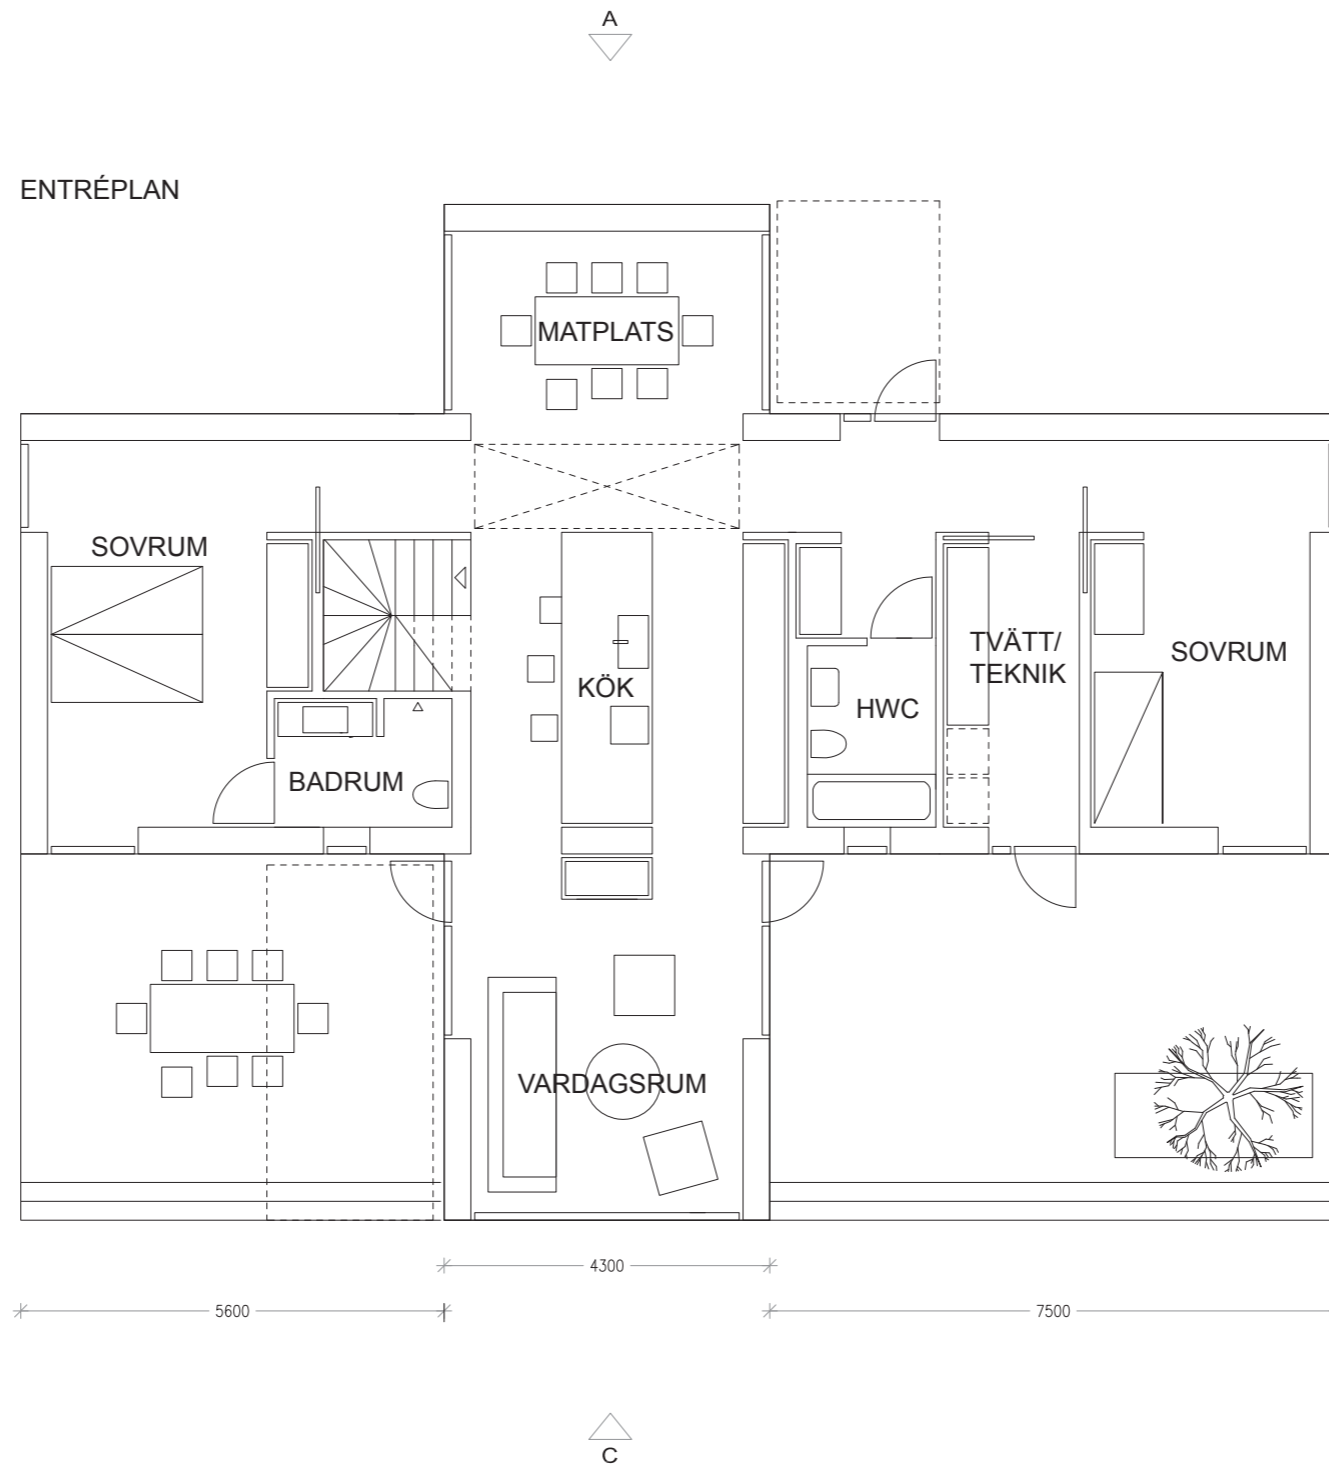 A
ENTRÉPLAN
MATPLATS
SOVRUM
TVÄTT/
TEKNIK
SOVRUM
KÖK
HWC
BADRUM
VARDAGSRUM
4300
5600
7500
C